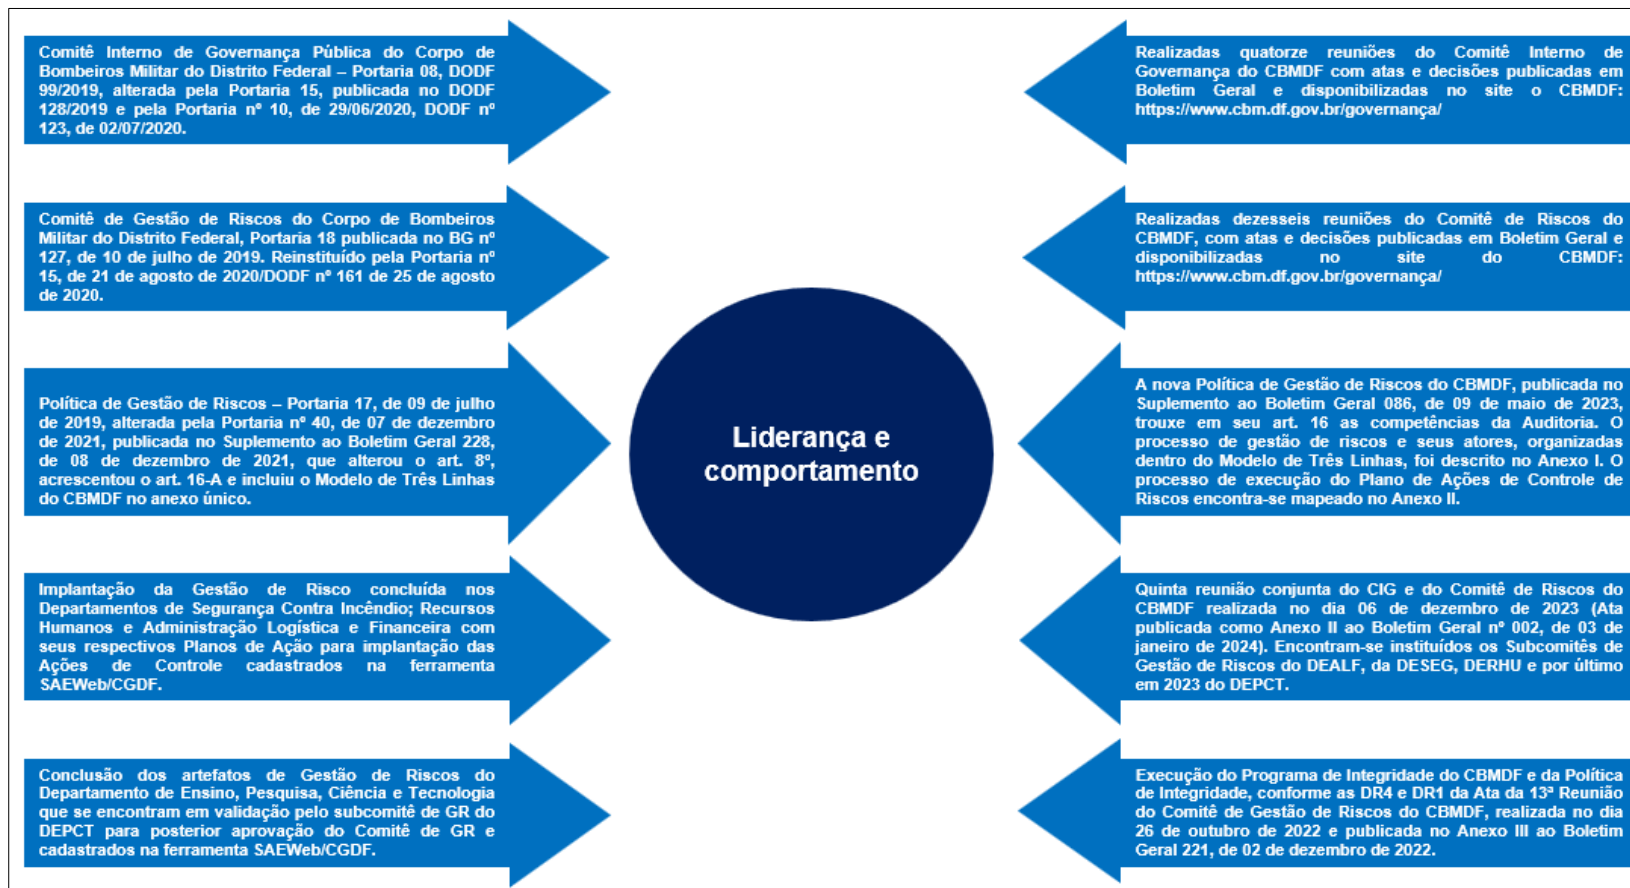 Comitê Interno de Governança Pública do Corpo de
Bombeiros Militar do Distrito Federal – Portaria 08, DODF
99/2019, alterada pela Portaria 15, publicada no DODF
128/2019 e pela Portaria nº 10, de 29/06/2020, DODF nº
123, de 02/07/2020.
Comitê de Gestão de Riscos do Corpo de Bombeiros
Militar do Distrito Federal, Portaria 18 publicada no BG nº
127, de 10 de julho de 2019. Reinstituído pela Portaria nº
15, de 21 de agosto de 2020/DODF nº 161 de 25 de agosto
de 2020.
Política de Gestão de Riscos – Portaria 17, de 09 de julho
de 2019, alterada pela Portaria nº 40, de 07 de dezembro
de 2021, publicada no Suplemento ao Boletim Geral 228,
de 08 de dezembro de 2021, que alterou o art. 8º,
acrescentou o art. 16-A e incluiu o Modelo de Três Linhas
do CBMDF no anexo único.
Implantação da Gestão de Risco concluída nos
Departamentos de Segurança Contra Incêndio; Recursos
Humanos e Administração Logística e Financeira com
seus respectivos Planos de Ação para implantação das
Ações de Controle cadastrados na ferramenta
SAEWeb/CGDF.
Conclusão dos artefatos de Gestão de Riscos do
Departamento de Ensino, Pesquisa, Ciência e Tecnologia
que se encontram em validação pelo subcomitê de GR do
DEPCT para posterior aprovação do Comitê de GR e
cadastrados na ferramenta SAEWeb/CGDF.
Liderança e
comportamento
Realizadas quatorze reuniões do Comitê Interno de
Governança do CBMDF com atas e decisões publicadas em
Boletim Geral e disponibilizadas no site o CBMDF:
https://www.cbm.df.gov.br/governança/
Realizadas dezesseis reuniões do Comitê de Riscos do
CBMDF, com atas e decisões publicadas em Boletim Geral e
disponibilizadas no site do CBMDF:
https://www.cbm.df.gov.br/governança/
A nova Política de Gestão de Riscos do CBMDF, publicada no
Suplemento ao Boletim Geral 086, de 09 de maio de 2023,
trouxe em seu art. 16 as competências da Auditoria. O
processo de gestão de riscos e seus atores, organizadas
dentro do Modelo de Três Linhas, foi descrito no Anexo I. O
processo de execução do Plano de Ações de Controle de
Riscos encontra-se mapeado no Anexo II.
Quinta reunião conjunta do CIG e do Comitê de Riscos do
CBMDF realizada no dia 06 de dezembro de 2023 (Ata
publicada como Anexo II ao Boletim Geral nº 002, de 03 de
janeiro de 2024). Encontram-se instituídos os Subcomitês de
Gestão de Riscos do DEALF, da DESEG, DERHU e por último
em 2023 do DEPCT.
Execução do Programa de Integridade do CBMDF e da Política
de Integridade, conforme as DR4 e DR1 da Ata da 13ª Reunião
do Comitê de Gestão de Riscos do CBMDF, realizada no dia
26 de outubro de 2022 e publicada no Anexo III ao Boletim
Geral 221, de 02 de dezembro de 2022.